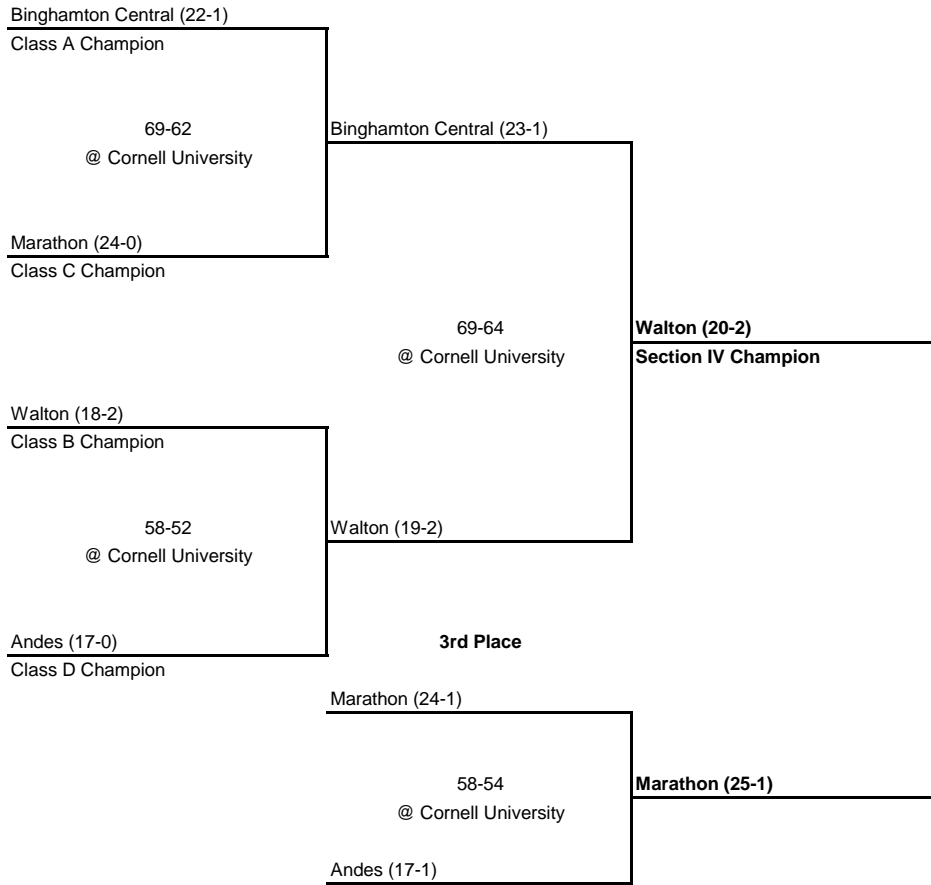 Binghamton Central (22-1)
Class A Champion
69-62
Binghamton Central (23-1)
@ Cornell University
Marathon (24-0)
Class C Champion
69-64
Walton (20-2)
@ Cornell University
Section IV Champion
Walton (18-2)
Class B Champion
58-52
Walton (19-2)
@ Cornell University
Andes (17-0)
3rd Place
Class D Champion
Marathon (24-1)
58-54
Marathon (25-1)
@ Cornell University
Andes (17-1)